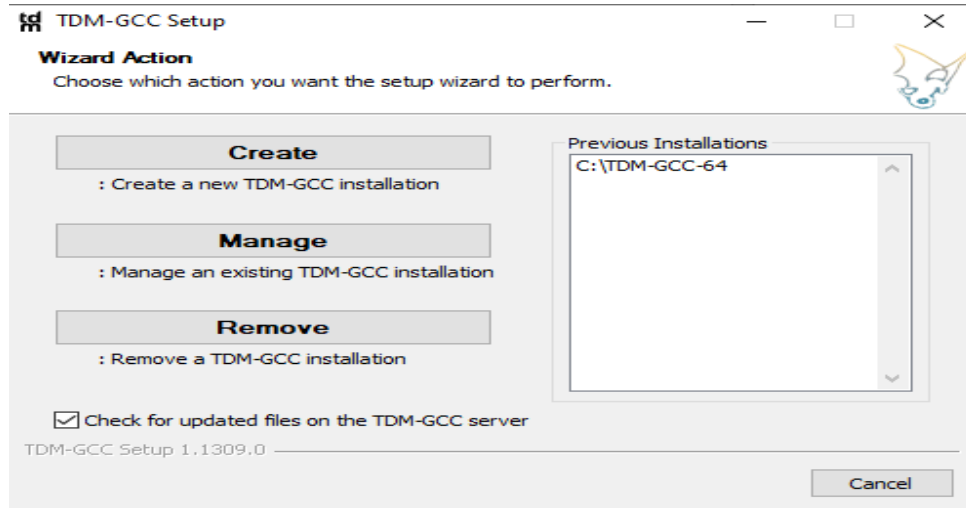 tdm TDM-GCC Setup
Wizard Action
Choose which action you want the setup wizard to perform.
Create
: Create a new TDM-GCC installation
Manage
: Manage an existing TDM-GCC installation
Remove
: Remove a TDM-GCC installation
Previous Installations
C:\TDM-GCC-64
Check for updated files on the TDM-GCC server
TDM-GCC Setup 1.1309.0
Cancel